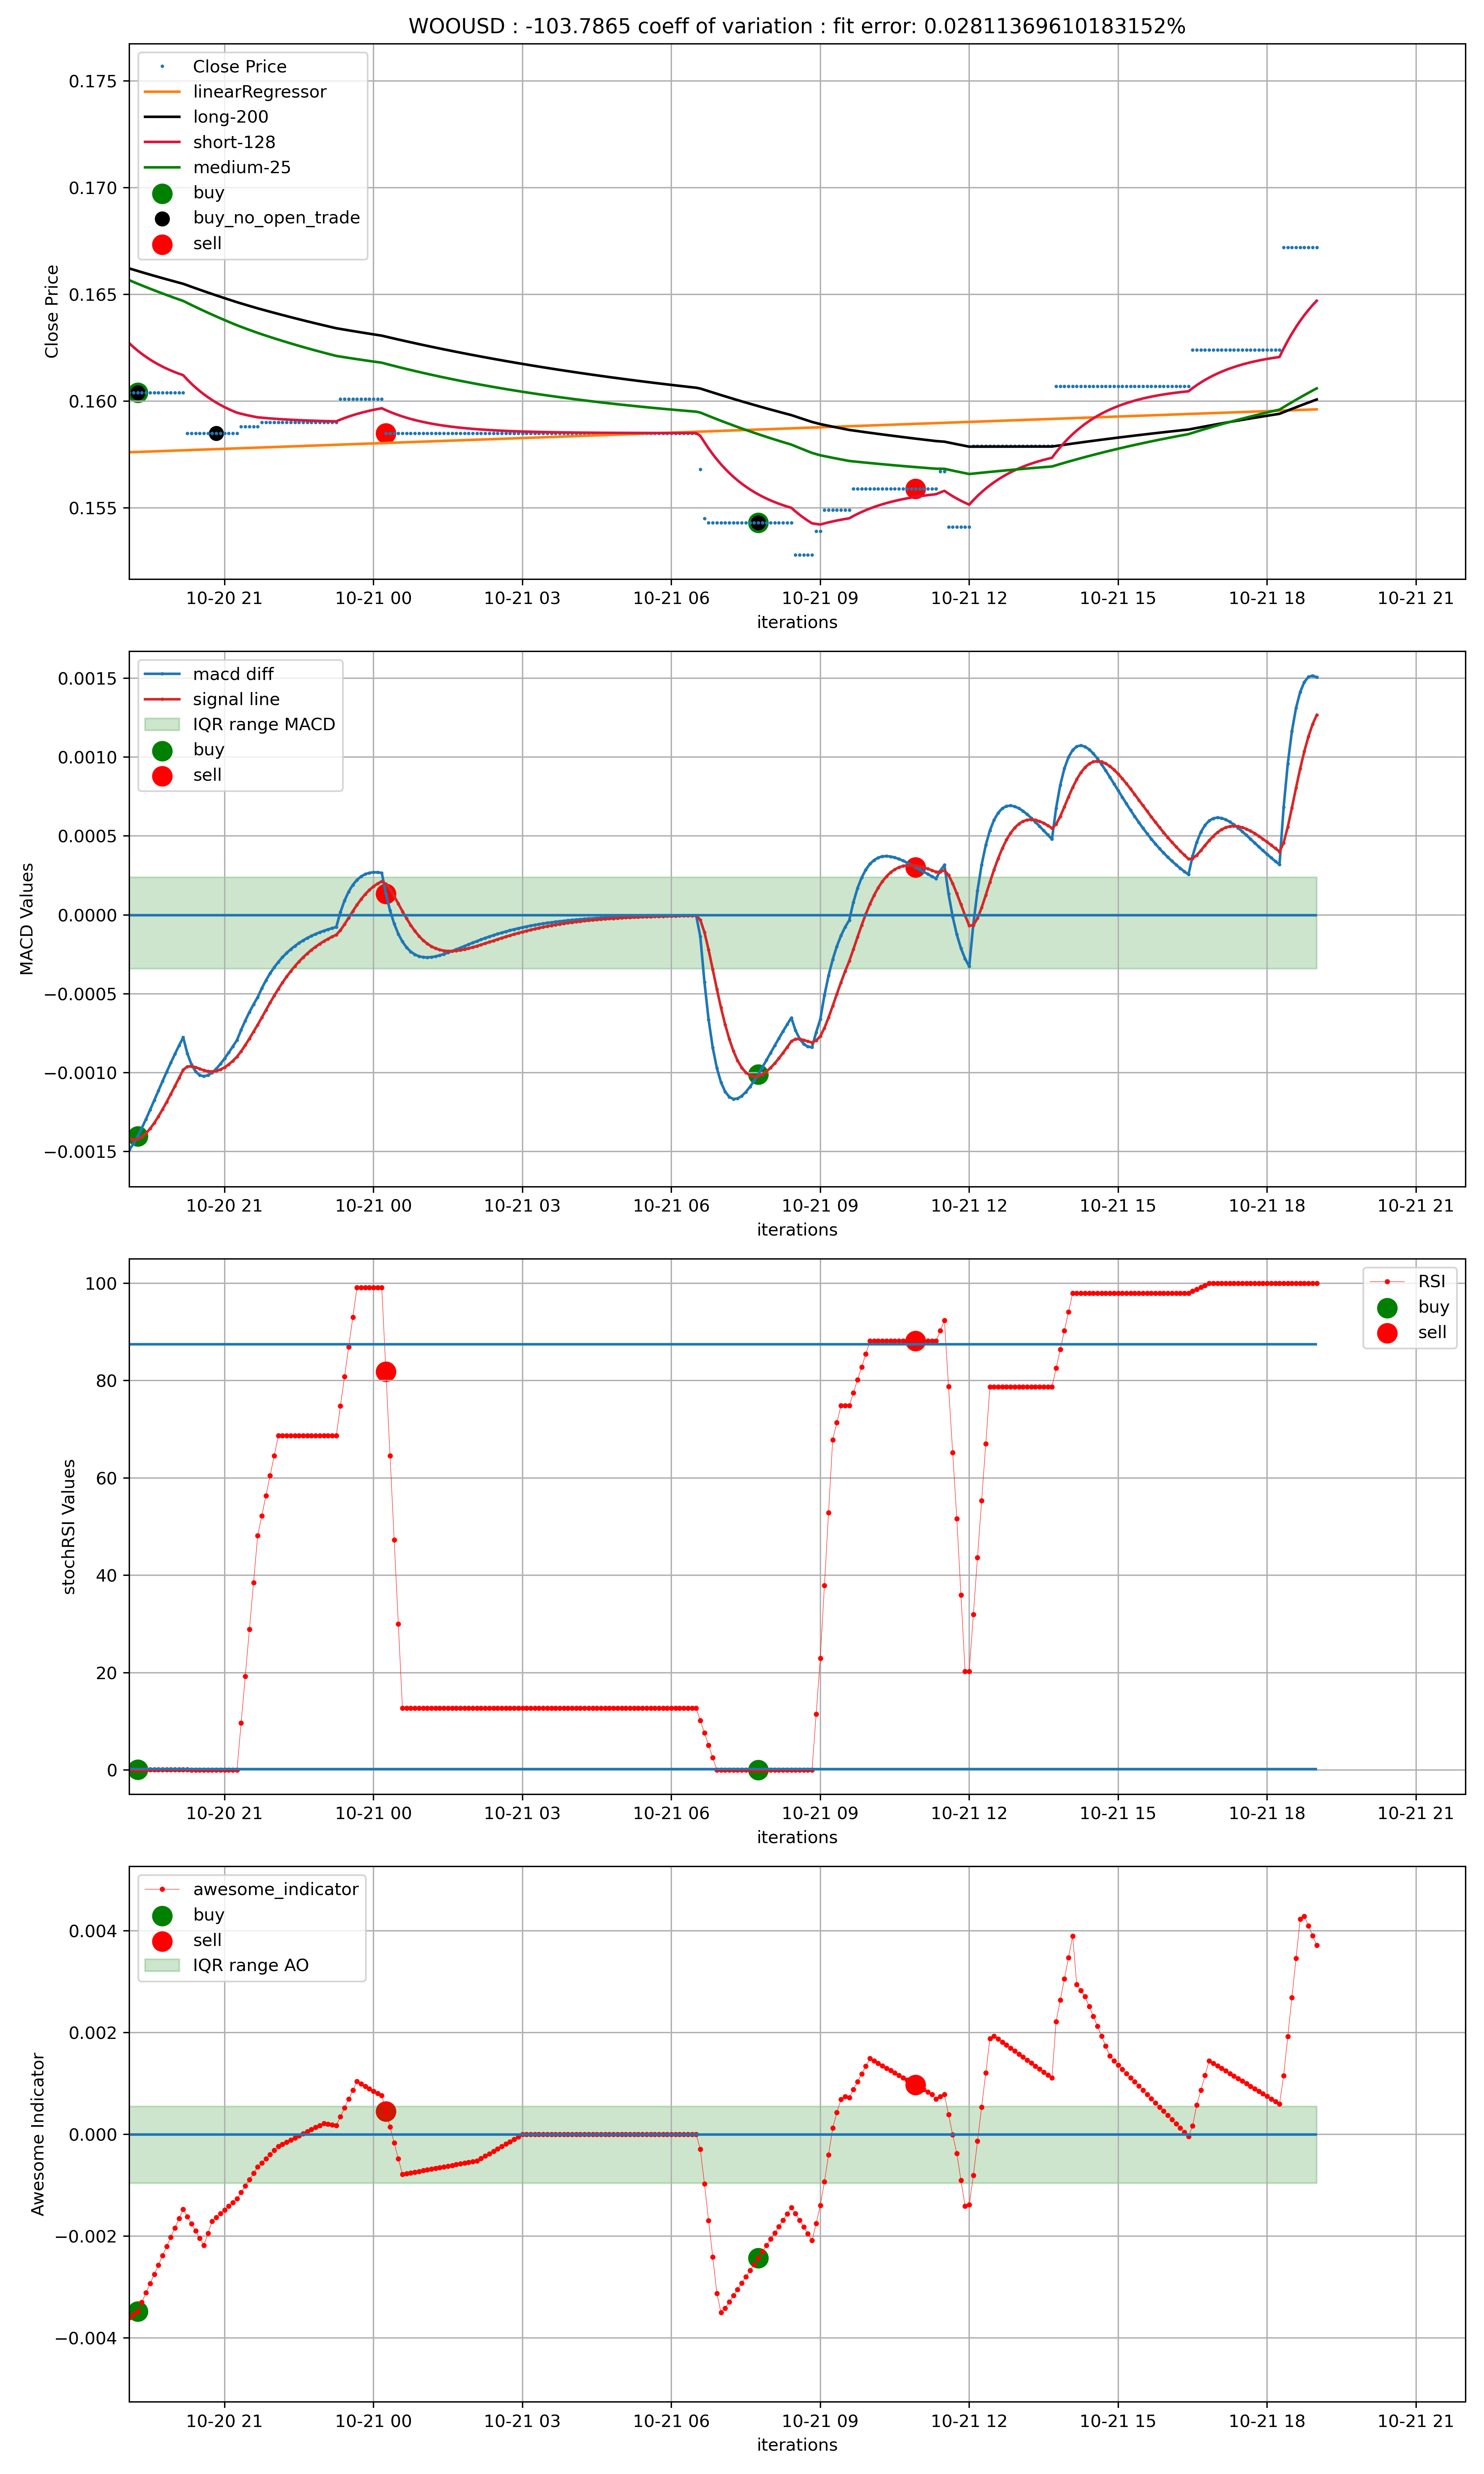 WOOUSD : -103.7865 coeff of variation : fit error: 0.02811369610183152%
Close Price
linearRegressor
long-200
short-128
medium-25
buy
buy_no_open_trade
sell
0.175
0.170
0.165
0.160
0.155
Close Price
10-20 21 10-21 00 10-21 03 10-21 06 10-21 09 10-21 12 10-21 15 10-21 18 10-21 21
iterations
macd diff
signal line
IQR range MACD
buy
sell
0.0015
0.0010
0.0005
0.0000
−0.0005
−0.0010
−0.0015
MACD Values
10-20 21 10-21 00 10-21 03 10-21 06 10-21 09 10-21 12 10-21 15 10-21 18 10-21 21
iterations
RSI
buy
sell
100
80
60
40
20
0
stochRSI Values
10-20 21 10-21 00 10-21 03 10-21 06 10-21 09 10-21 12 10-21 15 10-21 18 10-21 21
iterations
awesome_indicator
buy
sell
IQR range AO
0.004
0.002
0.000
−0.002
−0.004
Awesome Indicator
10-20 21 10-21 00 10-21 03 10-21 06 10-21 09 10-21 12 10-21 15 10-21 18 10-21 21
iterations